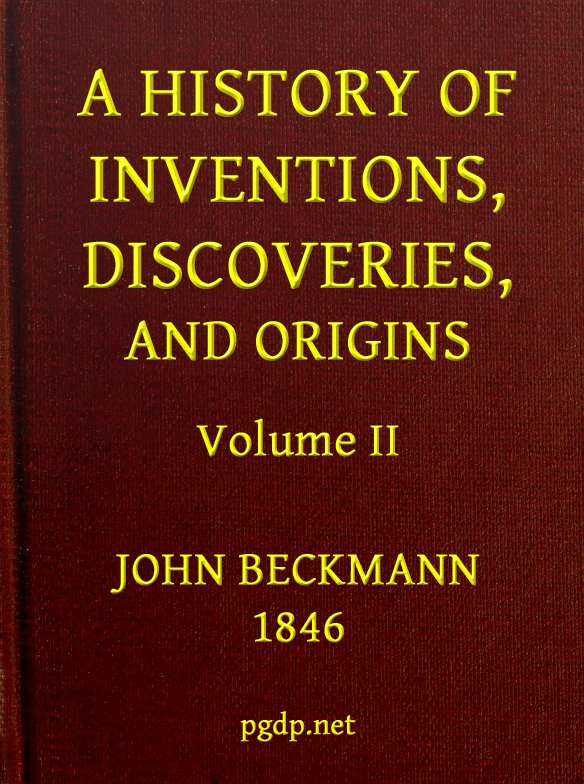 A HISTORY OF
INVENTIONS,
DISCOVERIES,
AND ORIGINS
Volume II
JOHN BECKMANN
1846
pgdp.net